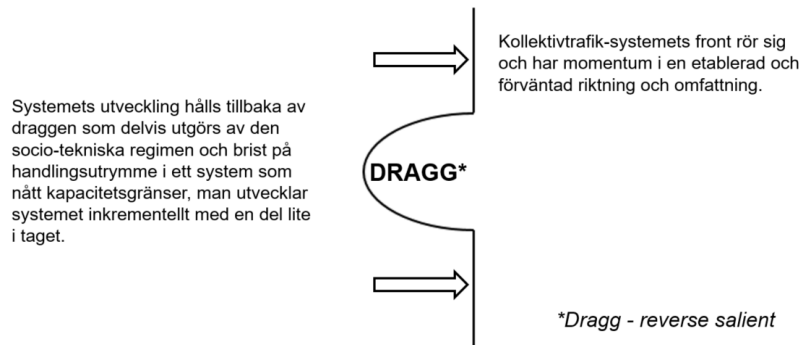 Kollektivtrafik-systemets front rör sig
och har momentum i en etablerad och
förväntad riktning och omfattning.
Systemets utveckling hålls tillbaka av
draggen som delvis utgörs av den
socio-tekniska regimen och brist på
handlingsutrymme i ett system som
nått kapacitetsgränser, man utvecklar
systemet inkrementellt med en del lite
i taget.
DRAGG*
*Dragg - reverse salient